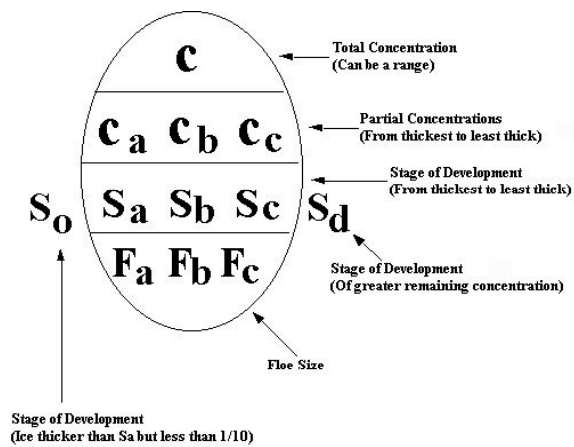 c
Total Concentration
(Can be a range)
ca cb cc
Partial Concentrations
(From thickest to least thick)
Stage of Development
(From thickest to least thick)
So Sa Sb Sc Sd
Fa Fb Fc
Stage of Development
(Of greater remaining concentration)
Floe Size
Stage of Development
(Ice thicker than Sa but less than 1/10)